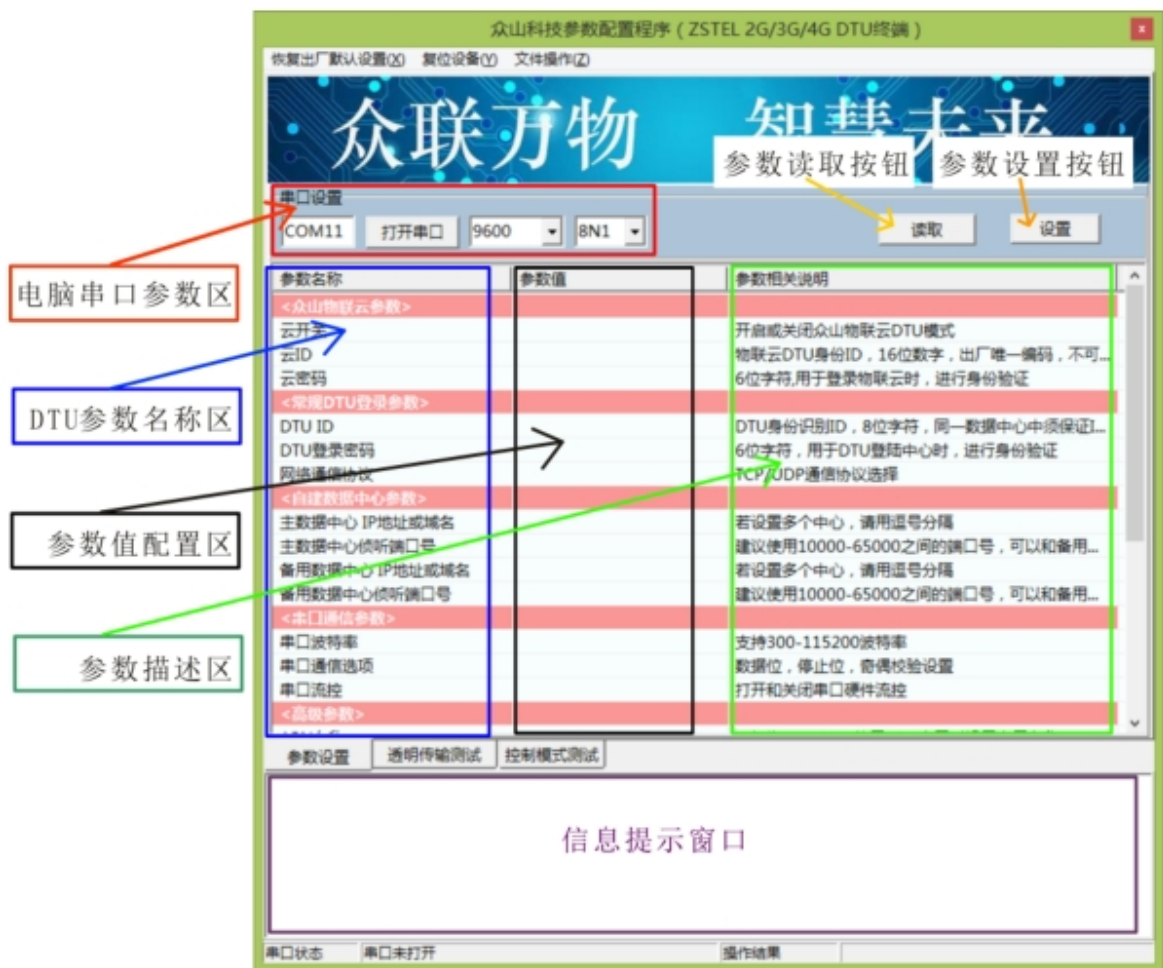 众山科技参数配置程序（ZSTEL 2G/3G/4G DTU终端）
x
恢复出厂默认设置(X) 复位设备(Y) 文件操作(Z)
众联万物 智慧未来
参数读取按钮 参数设置按钮
串口设置
COM11 打开串口 9600 8N1 读取 设置
电脑串口参数区
DTU参数名称区
参数值配置区
参数描述区
参数名称 参数值 参数相关说明
<众山物联云参数>
云开关 开启或关闭众山物联云DTU模式
云ID 物联云DTU身份ID，16位数字，出厂唯一编码，不可...
云密码 6位字符,用于登录物联云时，进行身份验证
<常规DTU登录参数>
DTU ID DTU身份识别ID，8位字符，同一数据中心中须保证I...
DTU登录密码 6位字符，用于DTU登陆中心时，进行身份验证
网络通信协议 TCP/UDP通信协议选择
<自建数据中心参数>
主数据中心 IP地址或域名 若设置多个中心，请用逗号分隔
主数据中心侦听端口号 建议使用10000-65000之间的端口号，可以和备用...
备用数据中心 IP地址或域名 若设置多个中心，请用逗号分隔
备用数据中心侦听端口号 建议使用10000-65000之间的端口号，可以和备用...
<串口通信参数>
串口波特率 支持300-115200波特率
串口通信选项 数据位，停止位，奇偶校验设置
串口流控 打开和关闭串口硬件流控
<高级参数>
参数设置 透明传输测试 控制模式测试
信息提示窗口
串口状态 串口未打开 操作结果